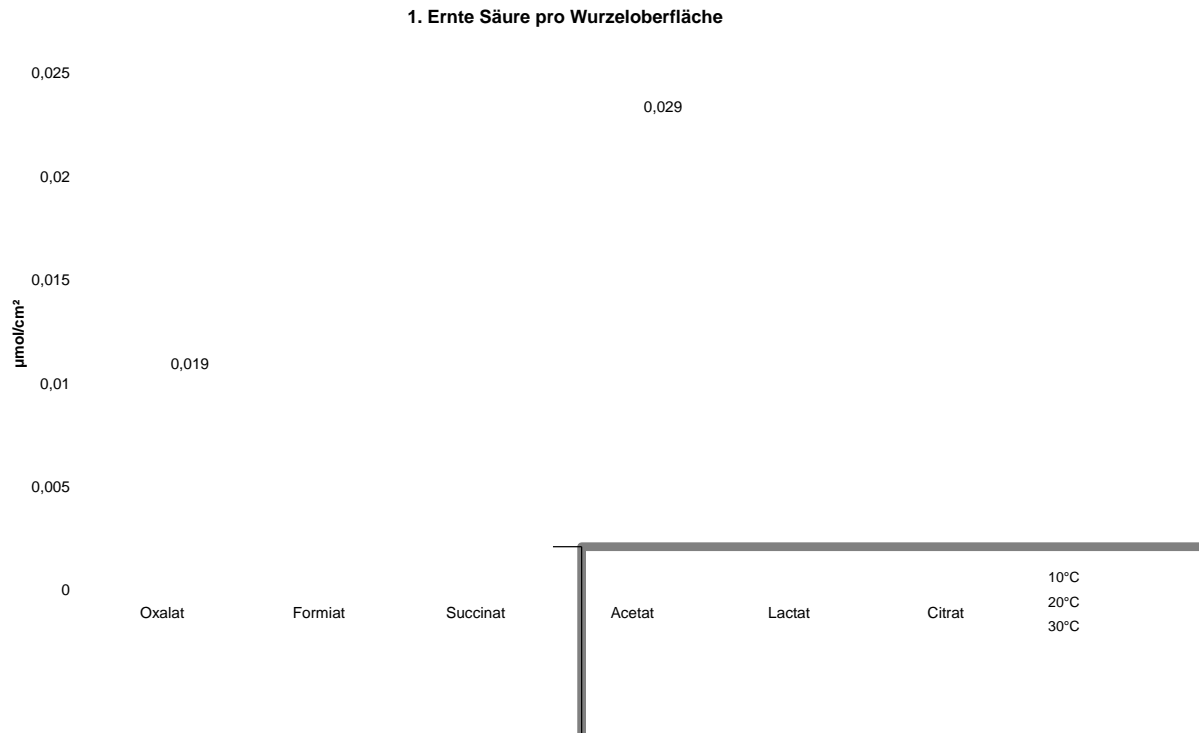 1. Ernte Säure pro Wurzeloberfläche
0,025
0,029
0,02
0,015
µmol/cm²
0,019
0,01
0,005
0
10°C
20°C
30°C
Oxalat Formiat Succinat Acetat Lactat Citrat